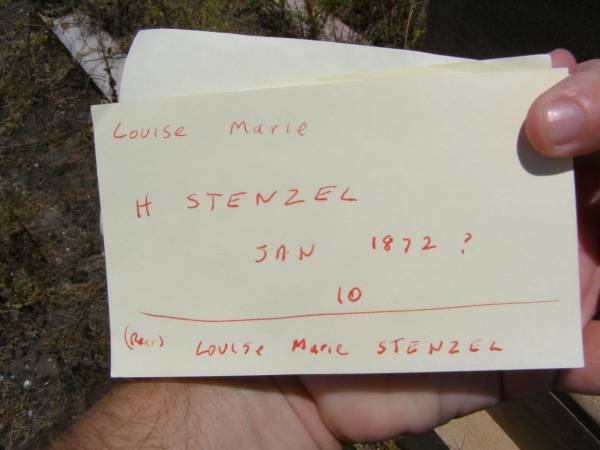 Louise Marie
H STENZEL
JAN 1872 ?
10
(Rear) Louise Marie STENZEL